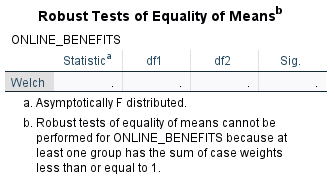 Robust Tests of Equality of Meansb
ONLINE_BENEFITS
Statistica df1 df2 Sig.
Welch . . . .
a. Asymptotically F distributed.
b. Robust tests of equality of means cannot be
performed for ONLINE_BENEFITS because at
least one group has the sum of case weights
less than or equal to 1.